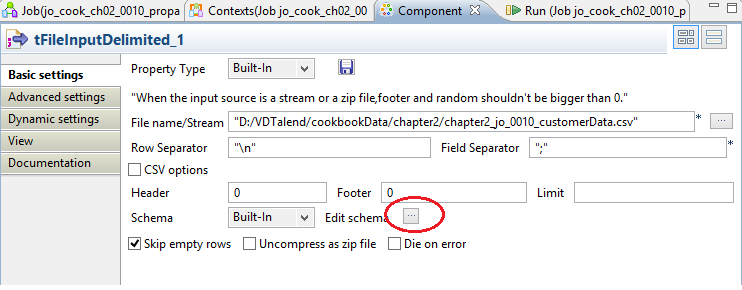 Job(jo_cook_ch02_0010_propa Contexts(Job jo_cook_ch02_00 Component Run (Job jo_cook_ch02_0010_p
tFileInputDelimited_1
Basic settings
Advanced settings
Dynamic settings
View
Documentation
Property Type Built-In
"When the input source is a stream or a zip file,footer and random shouldn't be bigger than 0."
File name/Stream "D:/VDTalend/cookbookData/chapter2/chapter2_jo_0010_customerData.csv" * ...
Row Separator "\n" Field Separator ";" *
CSV options
Header 0 Footer 0 Limit
Schema Built-In Edit schema ...
Skip empty rows Uncompress as zip file Die on error